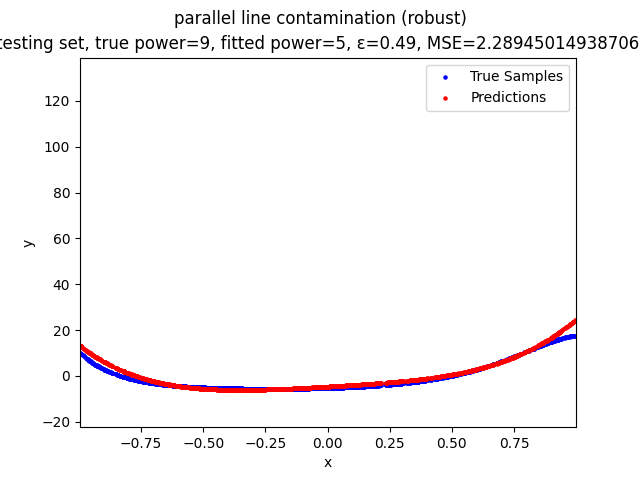 parallel line contamination (robust)
testing set, true power=9, fitted power=5, ε=0.49, MSE=2.28945014938706
True Samples
Predictions
120
100
80
60
40
20
0
−20
y
−0.75
−0.50
−0.25
0.00
0.25
0.50
0.75
x